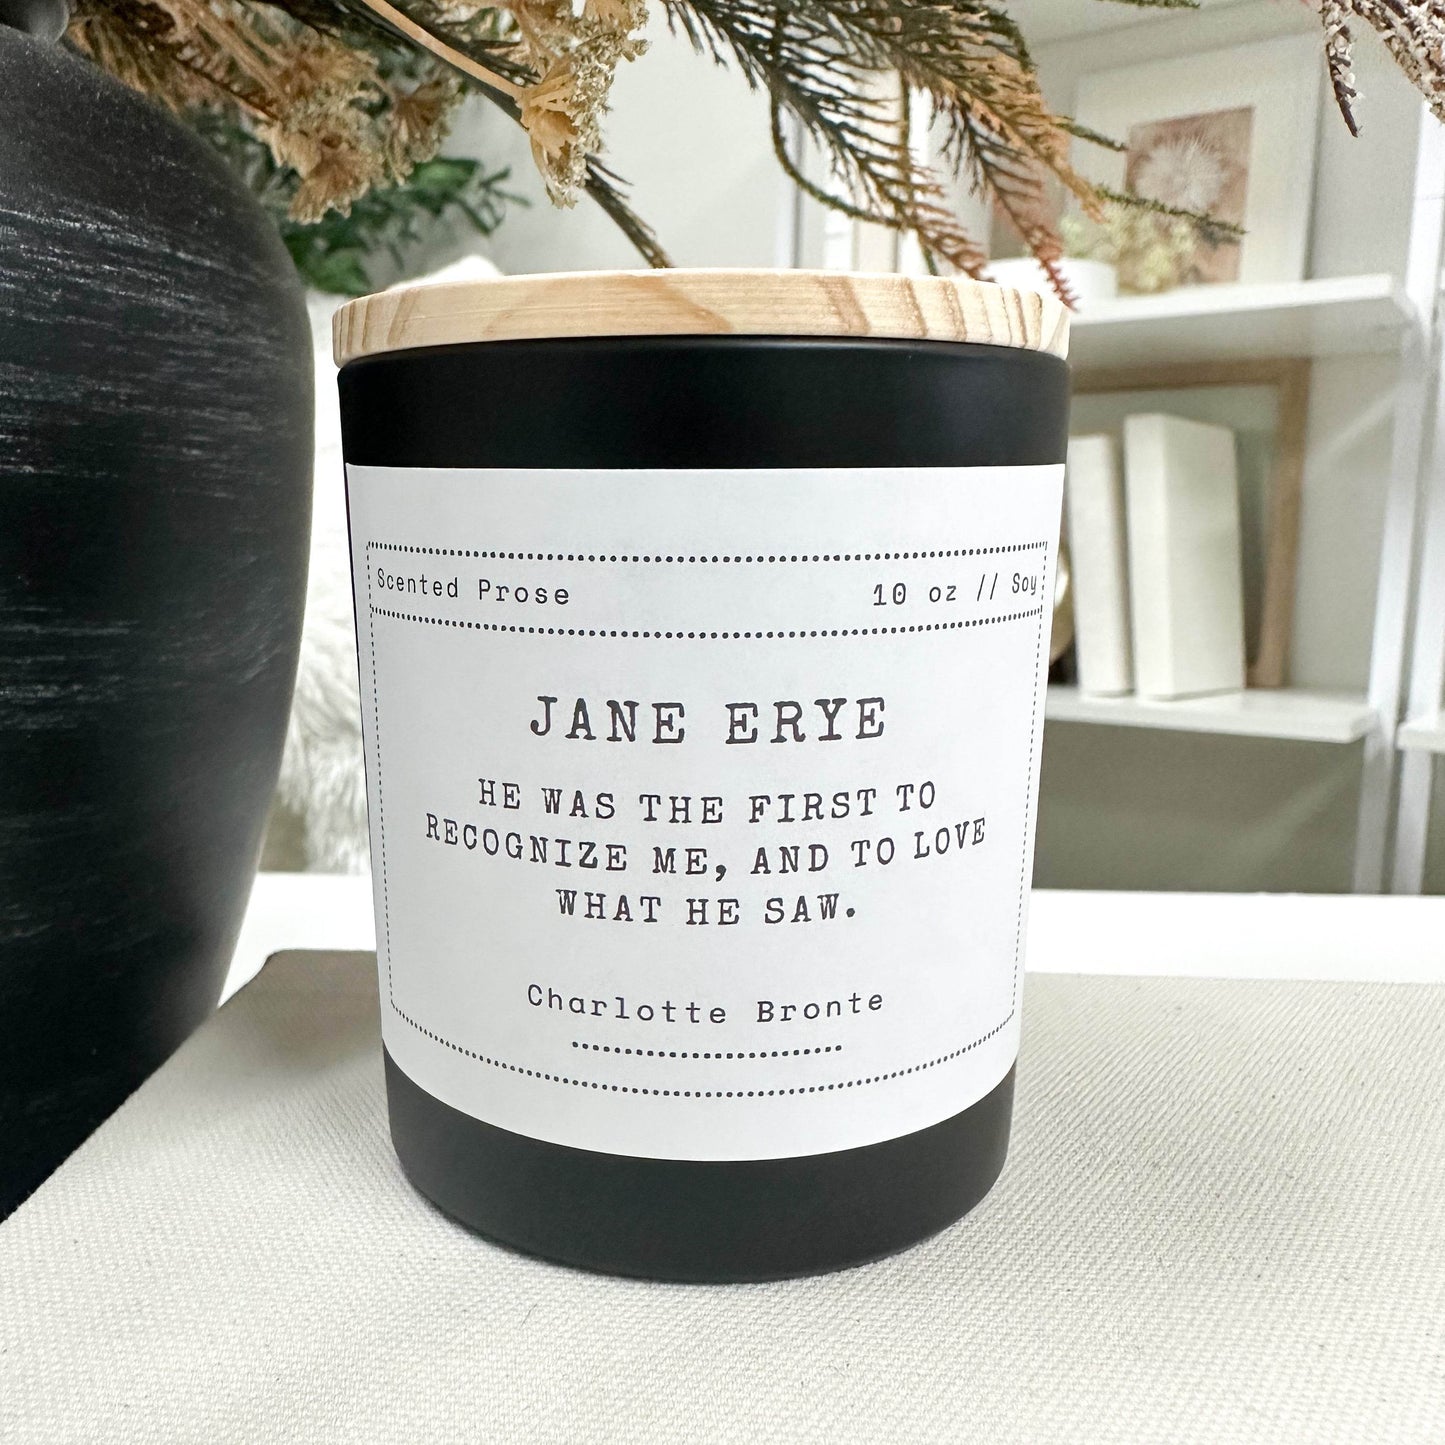 Scented Prose 10 oz // Soy
JANE ERYE
HE WAS THE FIRST TO
RECOGNIZE ME, AND TO LOVE
WHAT HE SAW.
Charlotte Bronte